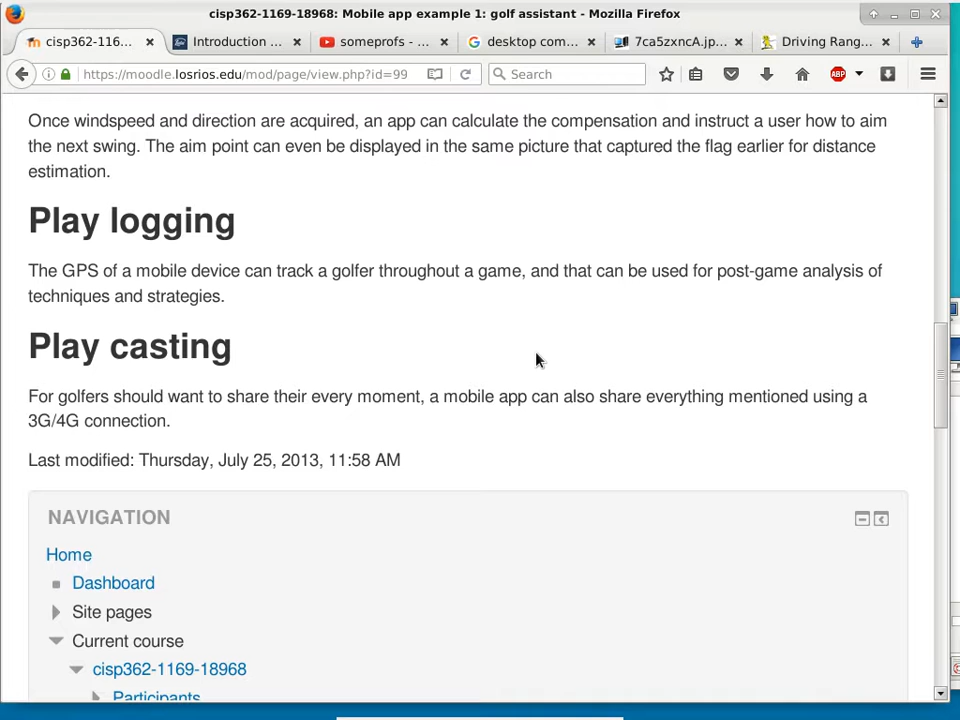 cisp362-1169-18968: Mobile app example 1: golf assistant - Mozilla Firefox
cisp362-116... Introduction ... someprofs - ... desktop com... 7ca5zxncA.jp... Driving Rang...
https://moodle.losrios.edu/mod/page/view.php?id=99 Search ABP
Once windspeed and direction are acquired, an app can calculate the compensation and instruct a user how to aim
the next swing. The aim point can even be displayed in the same picture that captured the flag earlier for distance
estimation.
Play logging
The GPS of a mobile device can track a golfer throughout a game, and that can be used for post-game analysis of
techniques and strategies.
Play casting
For golfers should want to share their every moment, a mobile app can also share everything mentioned using a
3G/4G connection.
Last modified: Thursday, July 25, 2013, 11:58 AM
NAVIGATION
Home
Dashboard
Site pages
Current course
cisp362-1169-18968
Participants